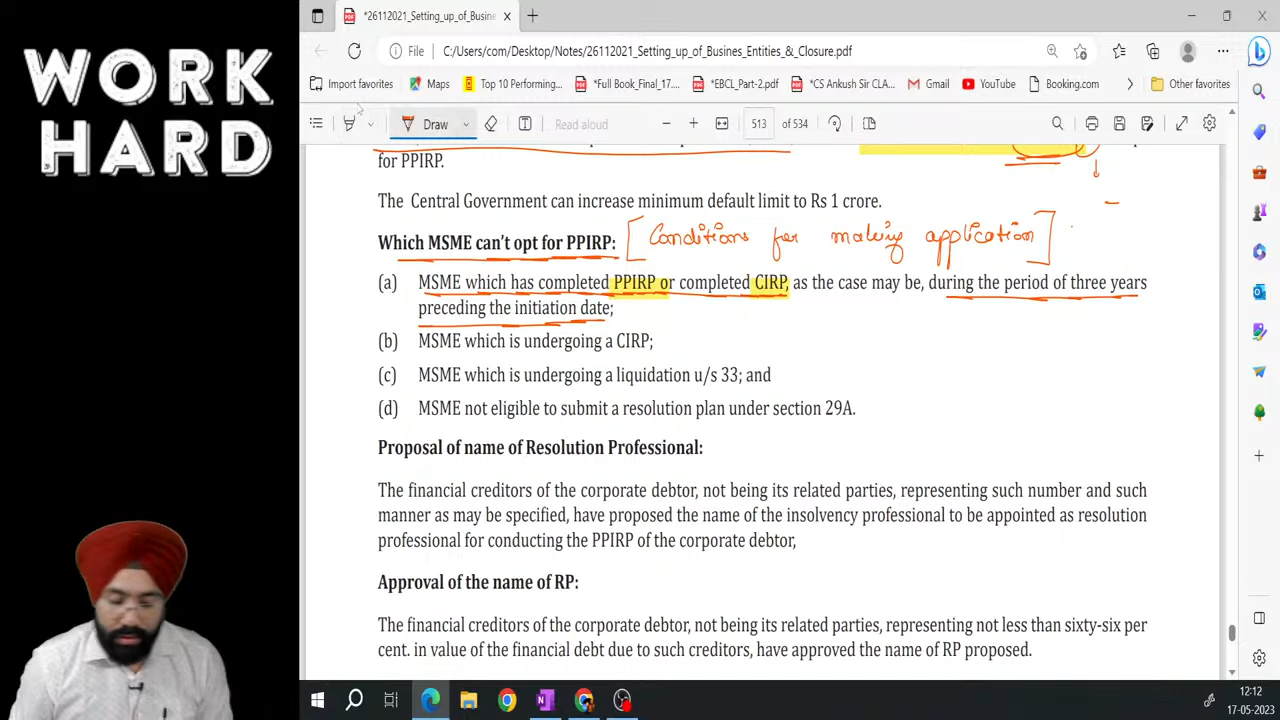 WORK
HARD
*26112021_Setting_up_of_Busine
File
C:/Users/com/Desktop/Notes/26112021_Setting_up_of_Busines_Entities_&_Closure.pdf
Import favorites
Maps
Top 10 Performing...
*Full Book_Final_17....
*EBCL_Part-2.pdf
*CS Ankush Sir CLA...
Gmail
YouTube
Booking.com
Other favorites
Draw
Read aloud
513
of 534
for PPIRP.
The Central Government can increase minimum default limit to Rs 1 crore.
Which MSME can't opt for PPIRP: [Conditions for making application]
(a) MSME which has completed PPIRP or completed CIRP, as the case may be, during the period of three years
preceding the initiation date;
(b) MSME which is undergoing a CIRP;
(c) MSME which is undergoing a liquidation u/s 33; and
(d) MSME not eligible to submit a resolution plan under section 29A.
Proposal of name of Resolution Professional:
The financial creditors of the corporate debtor, not being its related parties, representing such number and such
manner as may be specified, have proposed the name of the insolvency professional to be appointed as resolution
professional for conducting the PPIRP of the corporate debtor,
Approval of the name of RP:
The financial creditors of the corporate debtor, not being its related parties, representing not less than sixty-six per
cent. in value of the financial debt due to such creditors, have approved the name of RP proposed.
12:12
17-05-2023